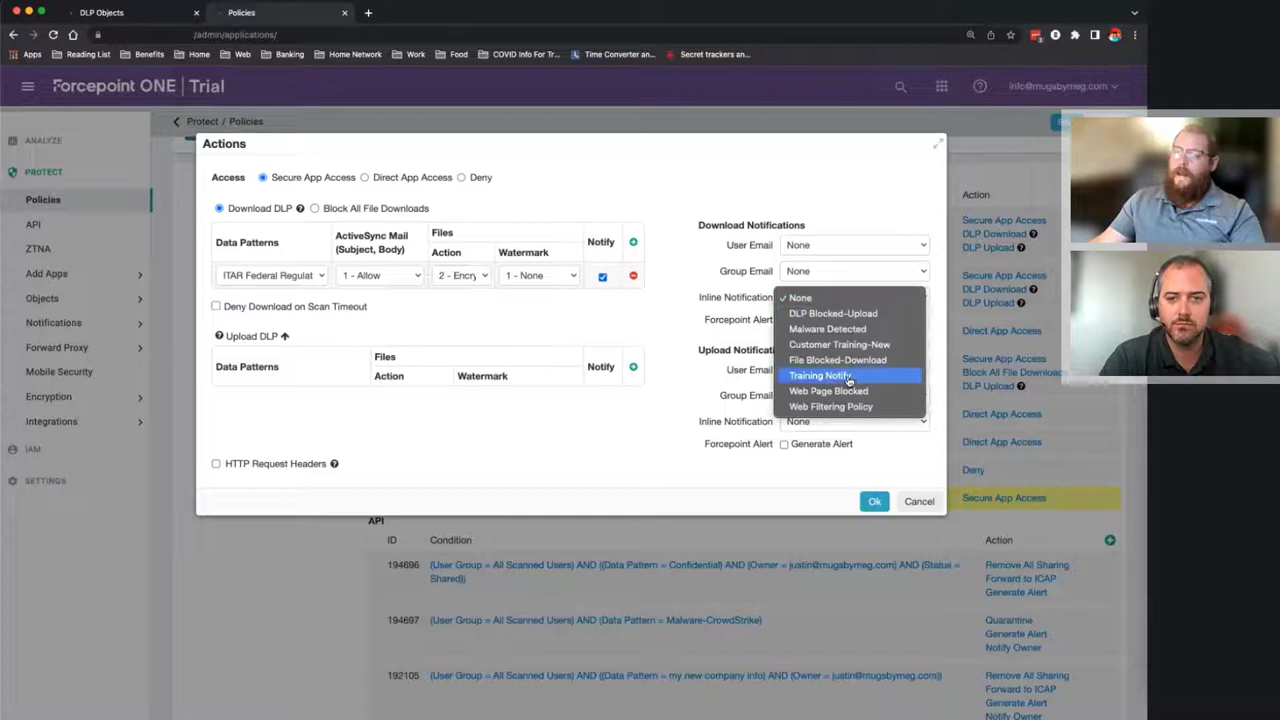 DLP Objects
Policies
/admin/applications/
Apps
Reading List
Benefits
Home
Web
Banking
Home Network
Work
Food
COVID Info For Tr...
Time Converter an...
Secret trackers an...
Forcepoint ONE | Trial
info@mugsbymeg.com
ANALYZE
PROTECT
Policies
API
ZTNA
Add Apps
Objects
Notifications
Forward Proxy
Mobile Security
Encryption
Integrations
IAM
SETTINGS
Protect / Policies
Actions
Access Secure App Access Direct App Access Deny
Download DLP Block All File Downloads
Data Patterns
ActiveSync Mail
(Subject, Body)
Files
Action
Watermark
Notify
ITAR Federal Regulat
1 - Allow
2 - Encry
1 - None
Deny Download on Scan Timeout
Upload DLP
Data Patterns
Files
Action
Watermark
Notify
HTTP Request Headers
Download Notifications
User Email None
Group Email None
Inline Notification
Forcepoint Alert
None
DLP Blocked-Upload
Malware Detected
Customer Training-New
File Blocked-Download
Training Notify
Web Page Blocked
Web Filtering Policy
Upload Notificati
User Email
Group Email
Inline Notification None
Forcepoint Alert Generate Alert
Ok
Cancel
Action
Secure App Access
DLP Download
DLP Upload
Secure App Access
DLP Download
DLP Upload
Direct App Access
Secure App Access
Block All File Downloads
DLP Upload
Direct App Access
Direct App Access
Deny
Secure App Access
API
ID Condition Action
194696 (User Group = All Scanned Users) AND ((Data Pattern = Confidential) AND (Owner = justin@mugsbymeg.com) AND (Status =
Shared))
Remove All Sharing
Forward to ICAP
Generate Alert
194697 (User Group = All Scanned Users) AND (Data Pattern = Malware-CrowdStrike)
Quarantine
Generate Alert
Notify Owner
192105 (User Group = All Scanned Users) AND ((Data Pattern = my new company info) AND (Owner = justin@mugsbymeg.com))
Remove All Sharing
Forward to ICAP
Generate Alert
Notify Owner